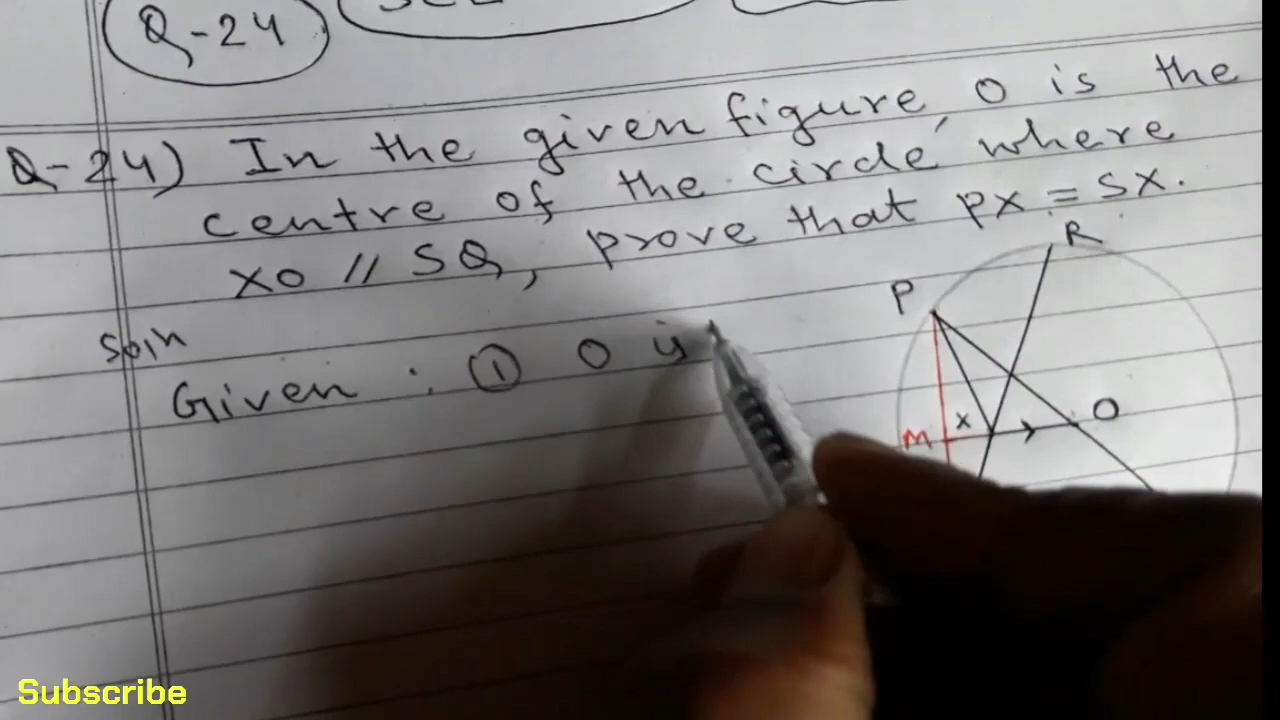 Q-24
Q-24) In the given figure, O is the
centre of the circle where
XO // SQ, prove that PX = SX.
R
P
Soln
Given : ① O is
O
X
M
Subscribe